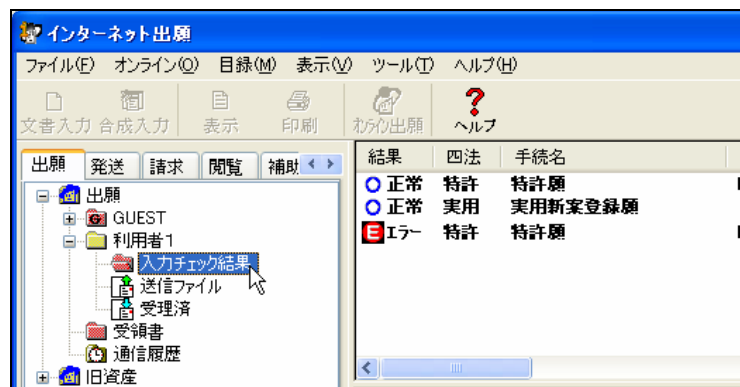 インターネット出願
ファイル(F) オンライン(O) 目録(M) 表示(V) ツール(T) ヘルプ(H)
文書入力 合成入力 表示 印刷 オンライン出願 ヘルプ
出願 発送 請求 閲覧 補助
結果 四法 手続名
出願
GUEST
利用者1
入力チェック結果
送信ファイル
受理済
受領書
通信履歴
旧資産
正常 特許 特許願
正常 実用 実用新案登録願
エラー 特許 特許願